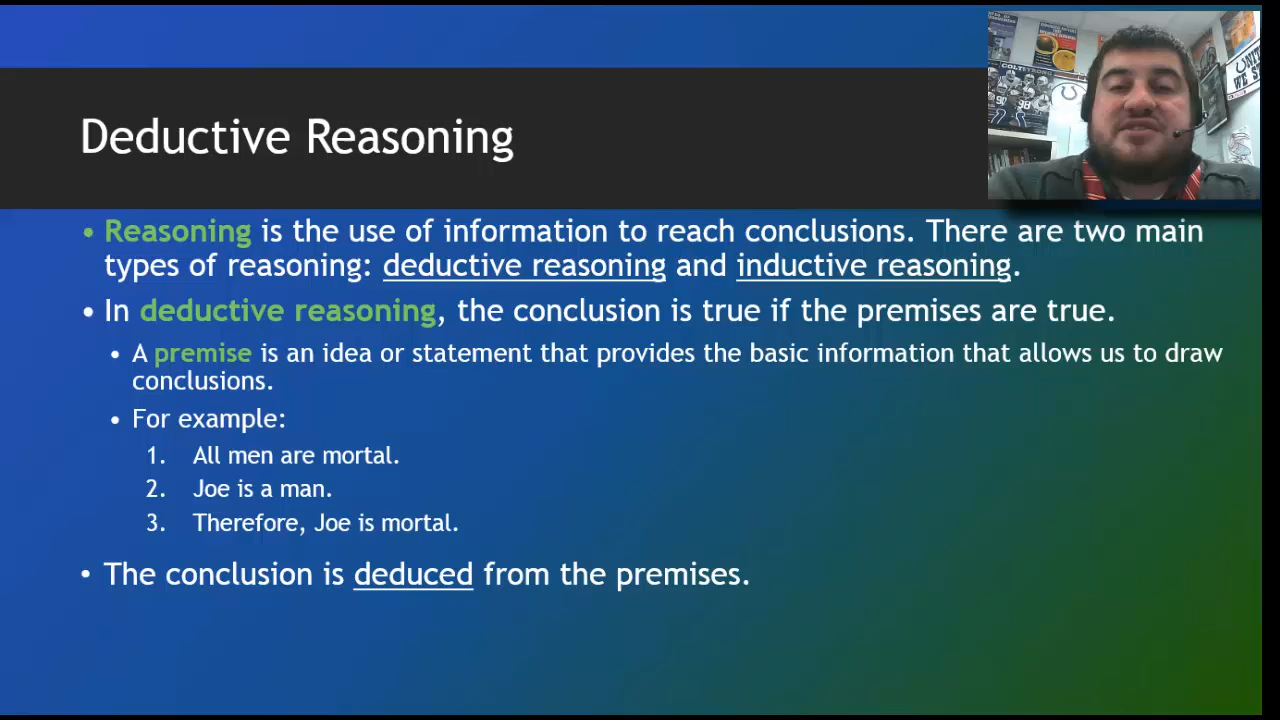 COLTSTRONG
UNIT
WE S
Deductive Reasoning
• Reasoning is the use of information to reach conclusions. There are two main
types of reasoning: deductive reasoning and inductive reasoning.
• In deductive reasoning, the conclusion is true if the premises are true.
• A premise is an idea or statement that provides the basic information that allows us to draw
conclusions.
• For example:
1. All men are mortal.
2. Joe is a man.
3. Therefore, Joe is mortal.
• The conclusion is deduced from the premises.